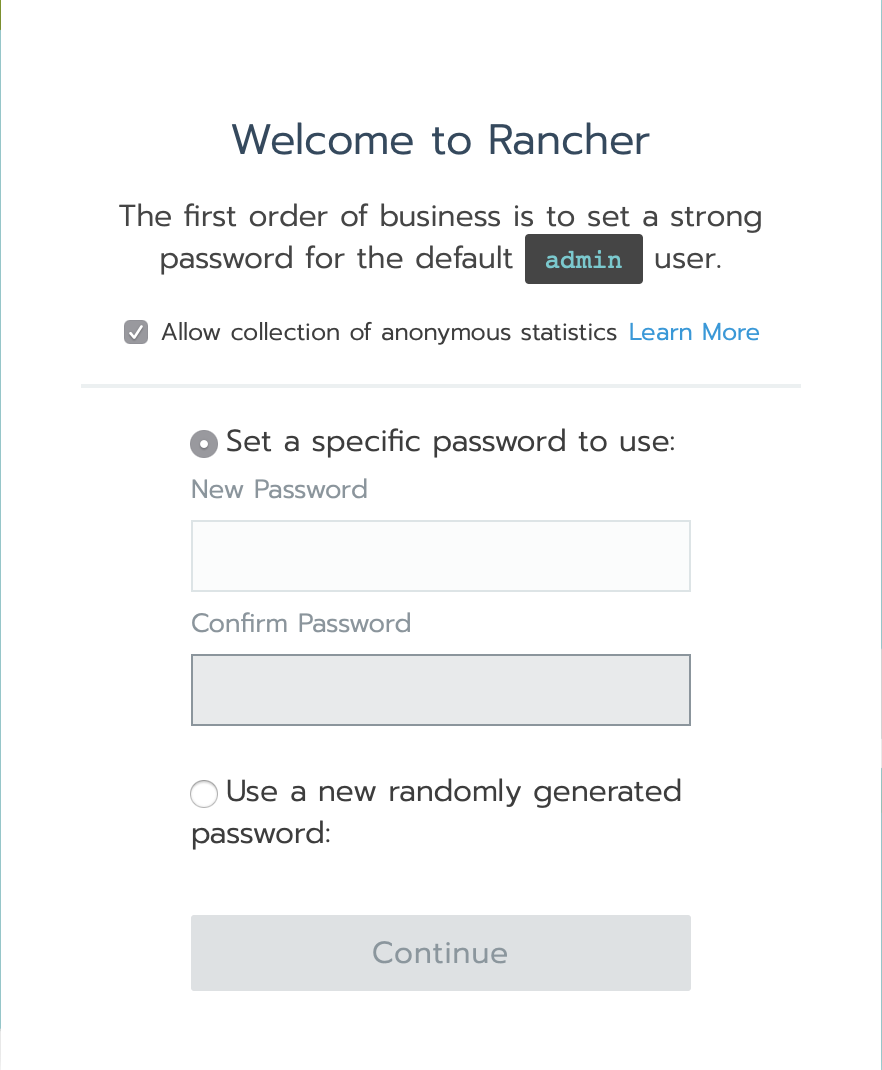 Welcome to Rancher
The first order of business is to set a strong
password for the default admin user.
Allow collection of anonymous statistics Learn More
Set a specific password to use:
New Password
Confirm Password
Use a new randomly generated
password:
Continue